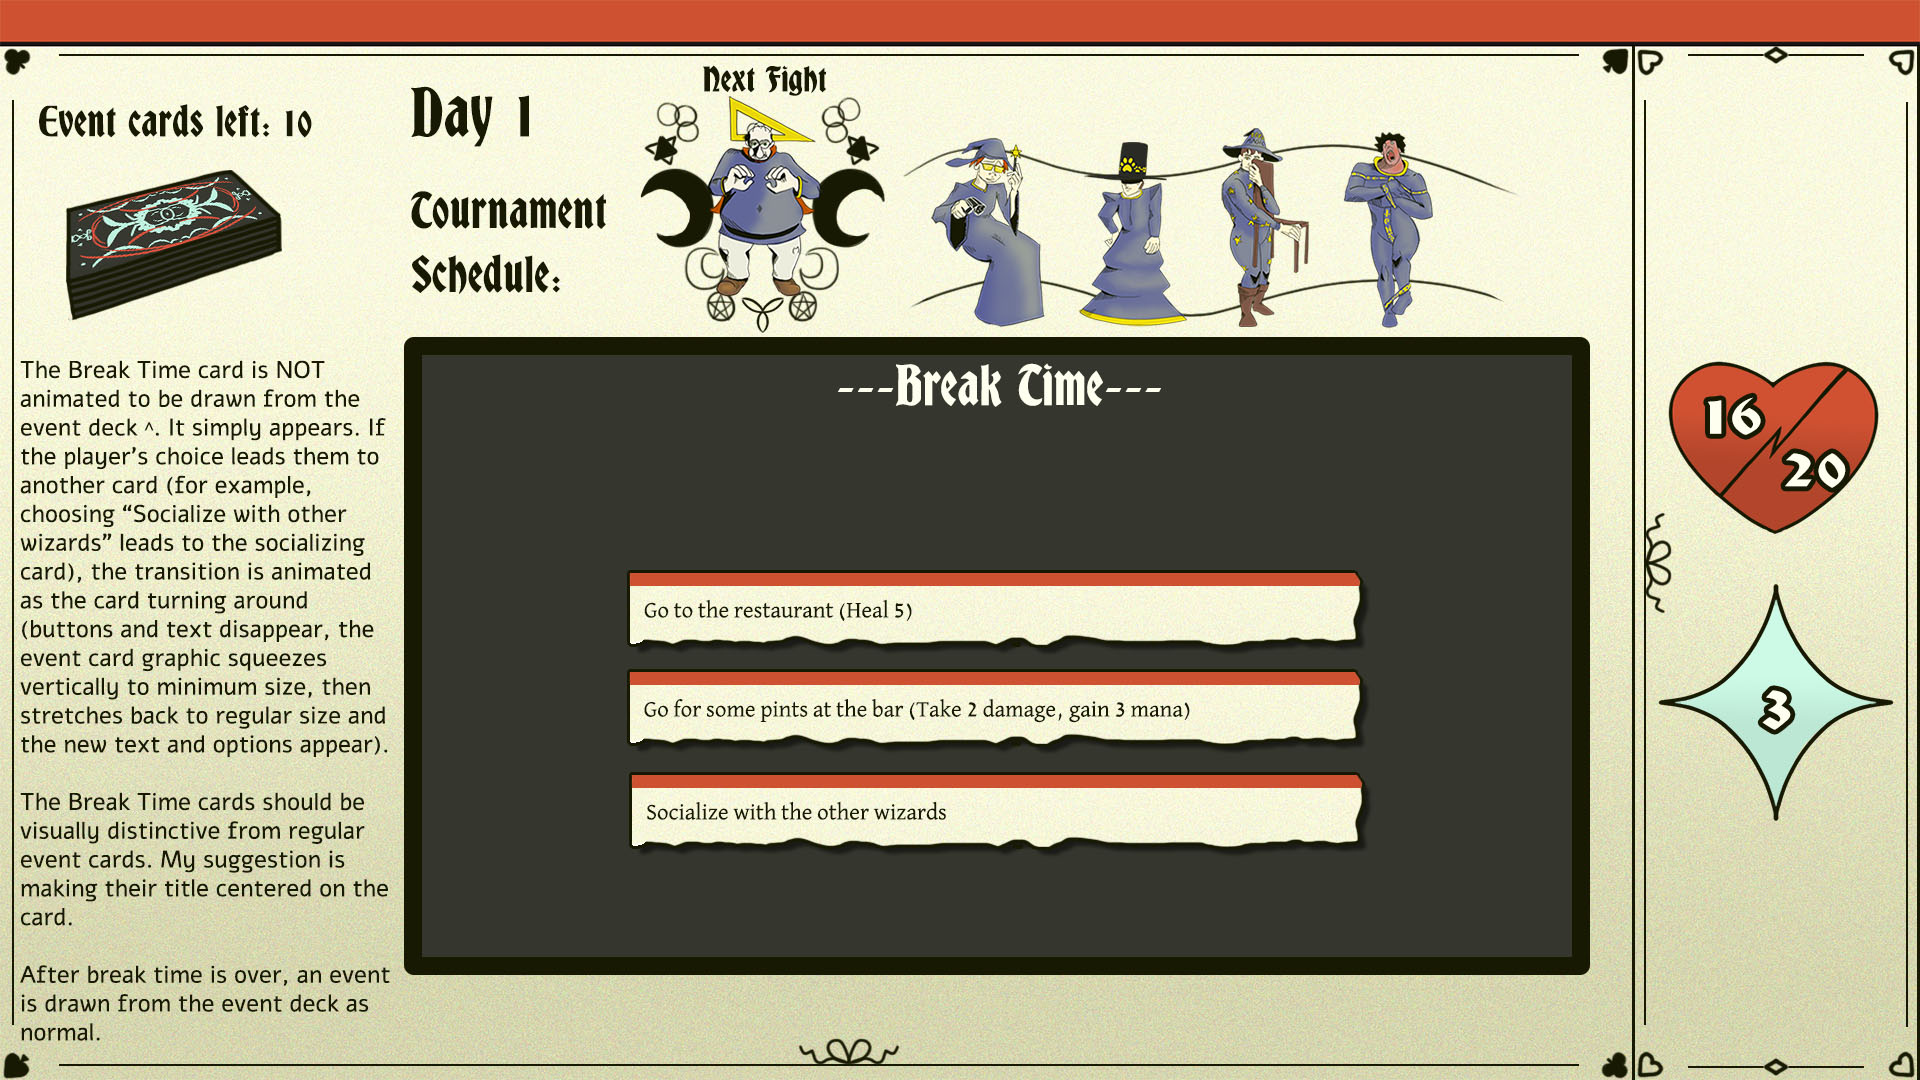 Next Fight
Event cards left: 10
Day 1
Tournament
Schedule:
The Break Time card is NOT
animated to be drawn from the
event deck ^. It simply appears. If
the player’s choice leads them to
another card (for example,
choosing “Socialize with other
wizards” leads to the socializing
card), the transition is animated
as the card turning around
(buttons and text disappear, the
event card graphic squeezes
vertically to minimum size, then
stretches back to regular size and
the new text and options appear).
The Break Time cards should be
visually distinctive from regular
event cards. My suggestion is
making their title centered on the
card.
After break time is over, an event
is drawn from the event deck as
normal.
---Break Time---
Go to the restaurant (Heal 5)
Go for some pints at the bar (Take 2 damage, gain 3 mana)
Socialize with the other wizards
16
20
3